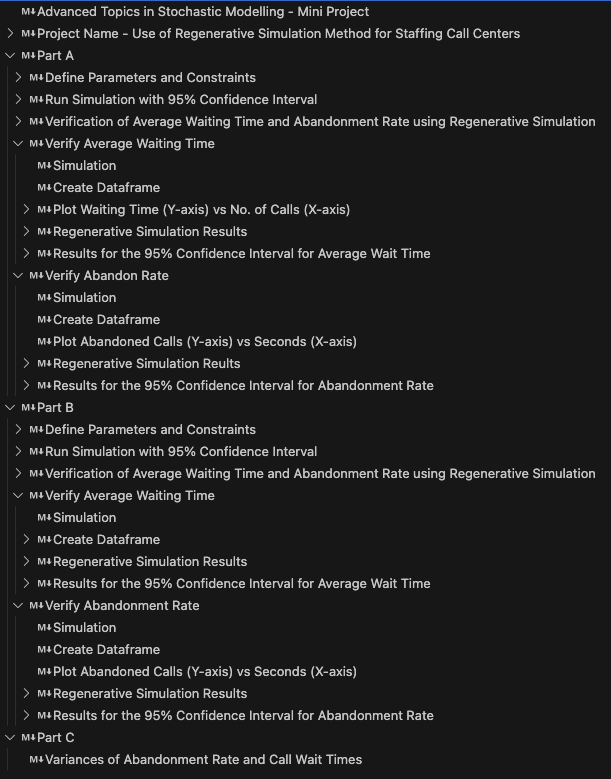 M↓Advanced Topics in Stochastic Modelling - Mini Project
M↓Project Name - Use of Regenerative Simulation Method for Staffing Call Centers
M↓Part A
M↓Define Parameters and Constraints
M↓Run Simulation with 95% Confidence Interval
M↓Verification of Average Waiting Time and Abandonment Rate using Regenerative Simulation
M↓Verify Average Waiting Time
M↓Simulation
M↓Create Dataframe
M↓Plot Waiting Time (Y-axis) vs No. of Calls (X-axis)
M↓Regenerative Simulation Results
M↓Results for the 95% Confidence Interval for Average Wait Time
M↓Verify Abandon Rate
M↓Simulation
M↓Create Dataframe
M↓Plot Abandoned Calls (Y-axis) vs Seconds (X-axis)
M↓Regenerative Simulation Reults
M↓Results for the 95% Confidence Interval for Abandonment Rate
M↓Part B
M↓Define Parameters and Constraints
M↓Run Simulation with 95% Confidence Interval
M↓Verification of Average Waiting Time and Abandonment Rate using Regenerative Simulation
M↓Verify Average Waiting Time
M↓Simulation
M↓Create Dataframe
M↓Regenerative Simulation Results
M↓Results for the 95% Confidence Interval for Average Wait Time
M↓Verify Abandonment Rate
M↓Simulation
M↓Create Dataframe
M↓Plot Abandoned Calls (Y-axis) vs Seconds (X-axis)
M↓Regenerative Simulation Results
M↓Results for the 95% Confidence Interval for Abandonment Rate
M↓Part C
M↓Variances of Abandonment Rate and Call Wait Times